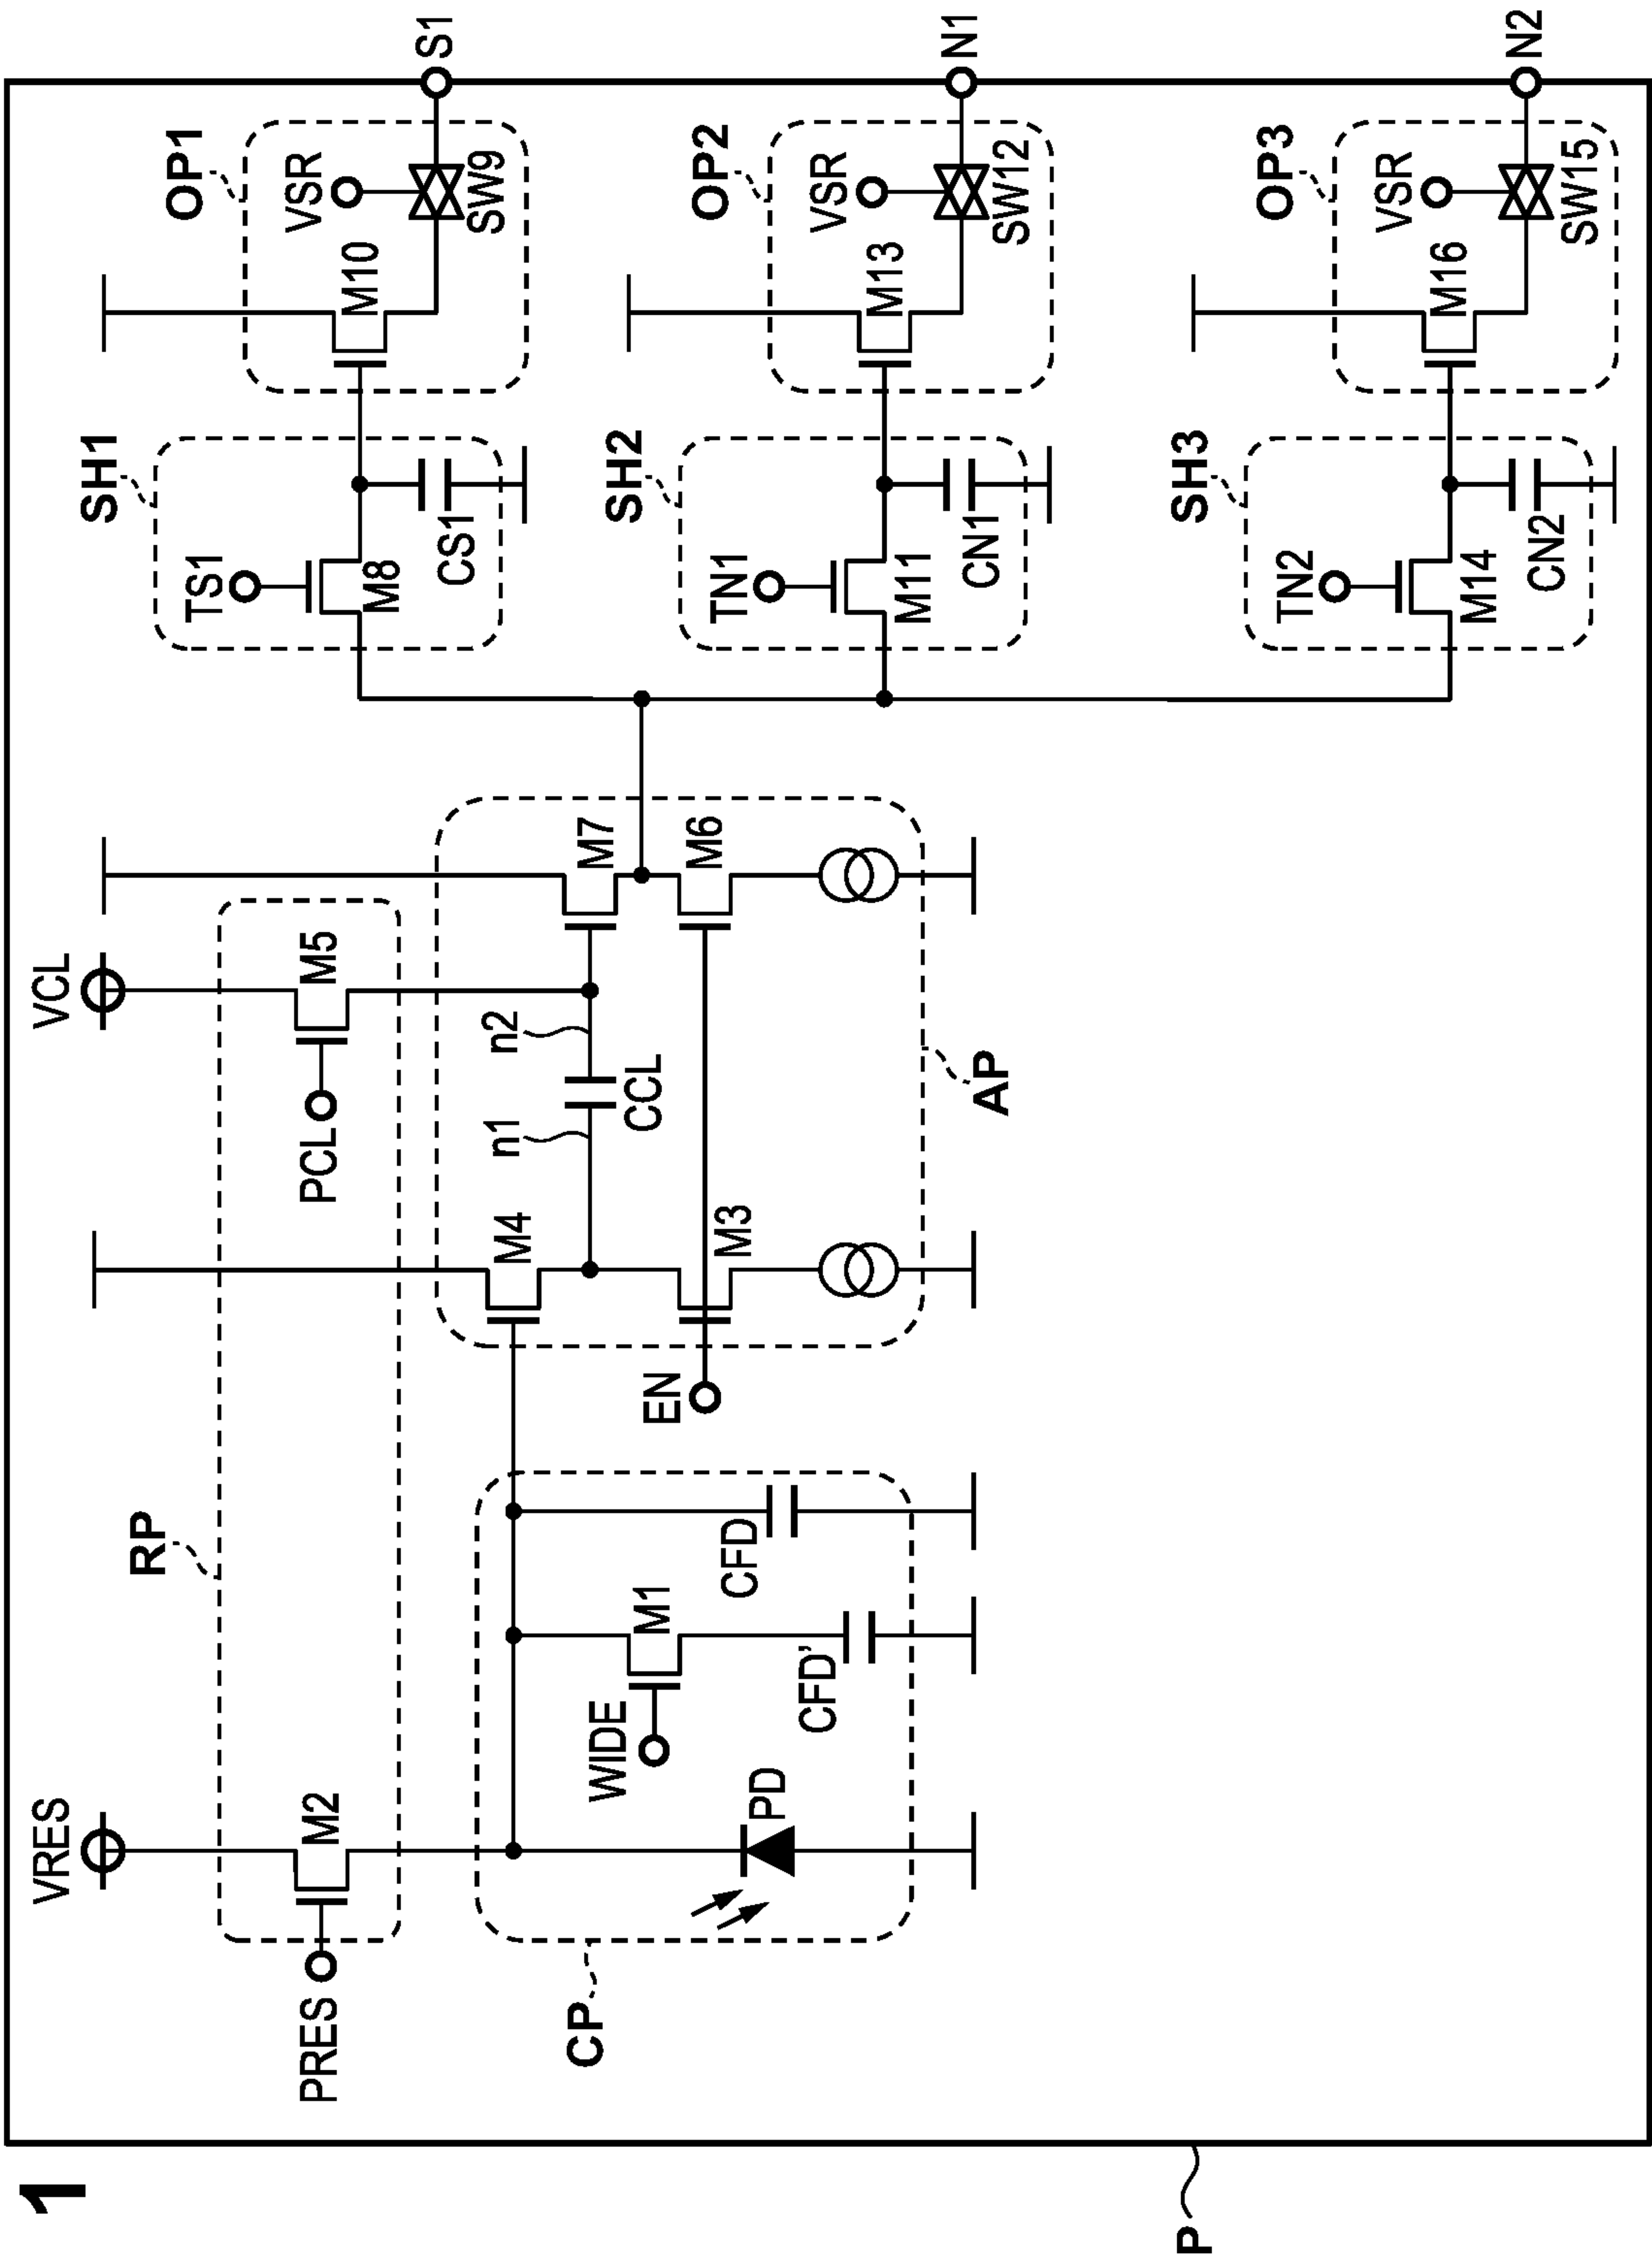 1
P
VRES
VCL
RP
PRES
M2
PCL
M5
CP
WIDE
M1
CFD
CFD'
PD
EN
M4
M3
n1
n2
CCL
M7
M6
AP
SH1
TS1
M8
CS1
OP1
VSR
M10
SW9
S1
SH2
TN1
M11
CN1
OP2
VSR
M13
SW12
N1
SH3
TN2
M14
CN2
OP3
VSR
M16
SW15
N2